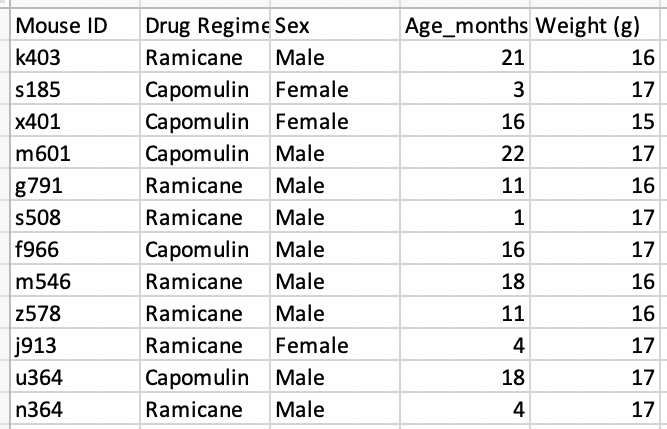 Mouse ID Drug Regime Sex Age_months Weight (g)
k403 Ramicane Male 21 16
s185 Capomulin Female 3 17
x401 Capomulin Female 16 15
m601 Capomulin Male 22 17
g791 Ramicane Male 11 16
s508 Ramicane Male 1 17
f966 Capomulin Male 16 17
m546 Ramicane Male 18 16
z578 Ramicane Male 11 16
j913 Ramicane Female 4 17
u364 Capomulin Male 18 17
n364 Ramicane Male 4 17